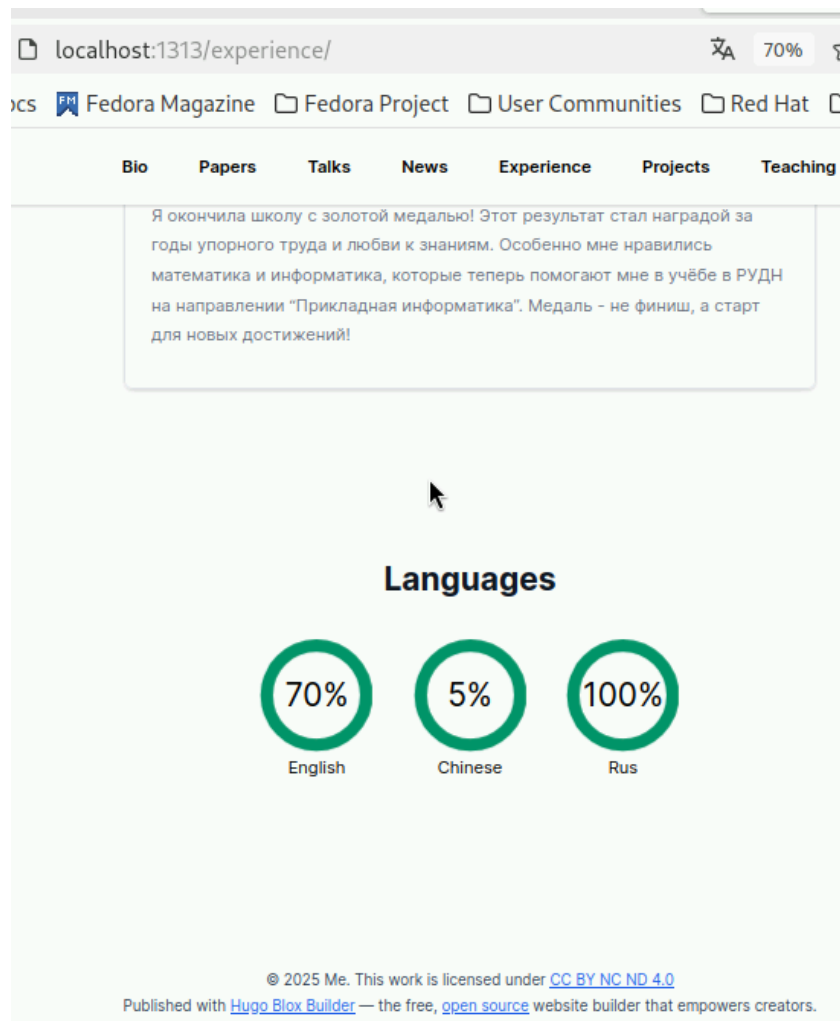 localhost:1313/experience/
70%
ocs Fedora Magazine Fedora Project User Communities Red Hat
Bio Papers Talks News Experience Projects Teaching
Я окончила школу с золотой медалью! Этот результат стал наградой за
годы упорного труда и любви к знаниям. Особенно мне нравились
математика и информатика, которые теперь помогают мне в учёбе в РУДН
на направлении “Прикладная информатика”. Медаль - не финиш, а старт
для новых достижений!
Languages
70% 5% 100%
English Chinese Rus
© 2025 Me. This work is licensed under CC BY NC ND 4.0
Published with Hugo Blox Builder — the free, open source website builder that empowers creators.